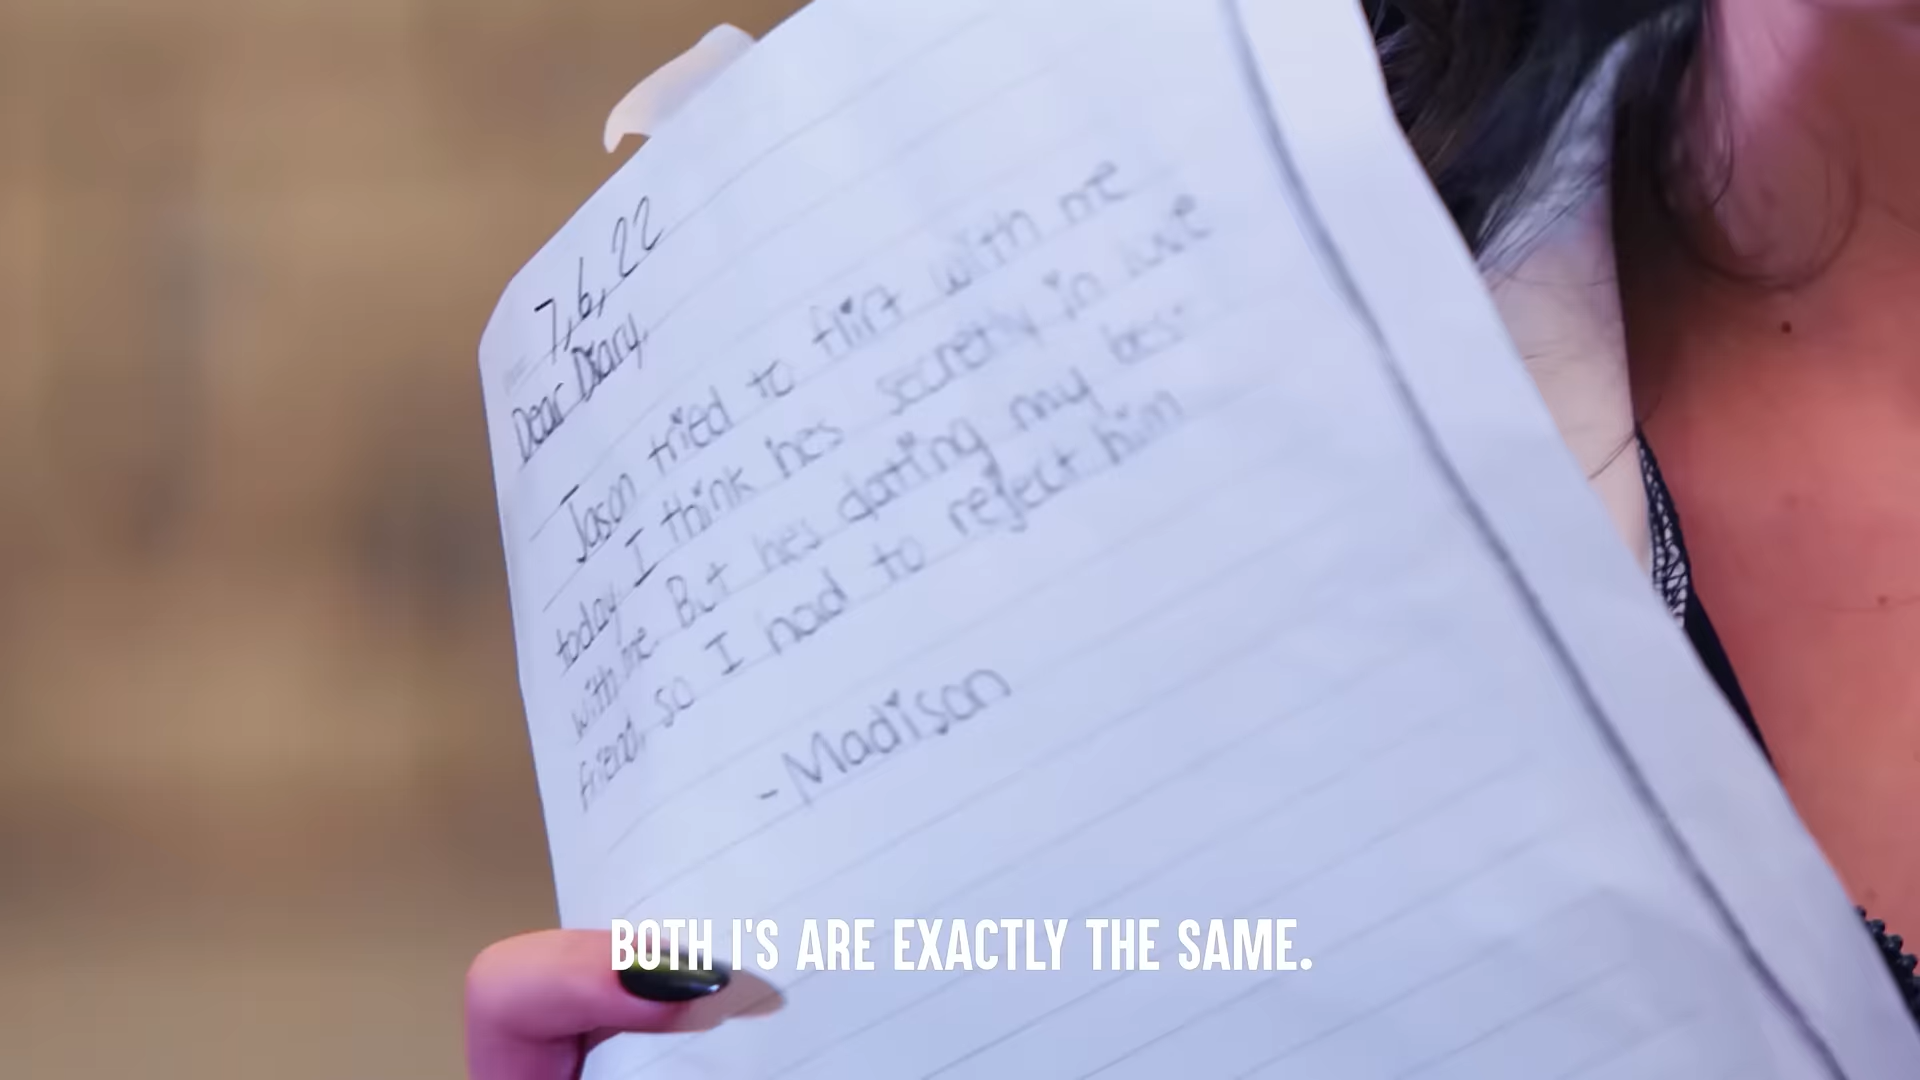 7,6,22
Dear Diary,
Jason tried to flirt with me
today. I think hes secretly in love
with me. But hes dating my best
friend, so I had to reject him
- Madison
BOTH I'S ARE EXACTLY THE SAME.